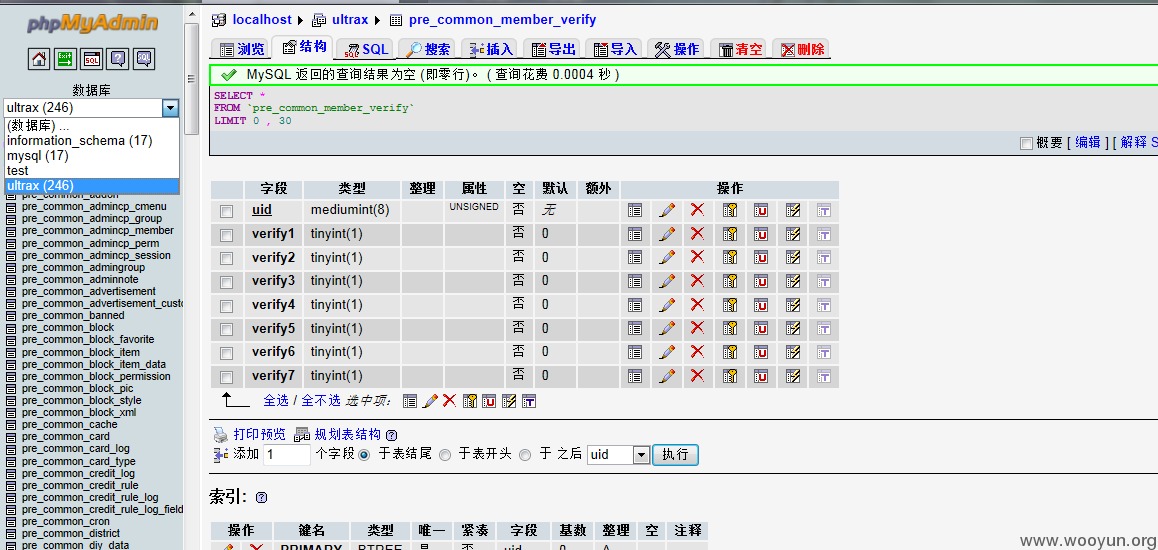 phpMyAdmin
SQL
数据库
ultrax (246)
(数据库) ...
information_schema (17)
mysql (17)
test
ultrax (246)
pre_common_admincp_cmenu
pre_common_admincp_group
pre_common_admincp_member
pre_common_admincp_perm
pre_common_admincp_session
pre_common_admingroup
pre_common_adminnote
pre_common_advertisement
pre_common_advertisement_custo
pre_common_banned
pre_common_block
pre_common_block_favorite
pre_common_block_item
pre_common_block_item_data
pre_common_block_permission
pre_common_block_pic
pre_common_block_style
pre_common_block_xml
pre_common_cache
pre_common_card
pre_common_card_log
pre_common_card_type
pre_common_credit_log
pre_common_credit_rule
pre_common_credit_rule_log
pre_common_credit_rule_log_field
pre_common_cron
pre_common_district
pre_common_diy_data
localhost ▸ ultrax ▸ pre_common_member_verify
浏览 结构 SQL 搜索 插入 导出 导入 操作 清空 删除
MySQL 返回的查询结果为空 (即零行)。 ( 查询花费 0.0004 秒 )
SELECT *
FROM `pre_common_member_verify`
LIMIT 0 , 30
概要 [ 编辑 ] [ 解释 S
字段 类型 整理 属性 空 默认 额外 操作
uid mediumint(8) UNSIGNED 否 无
verify1 tinyint(1) 否 0
verify2 tinyint(1) 否 0
verify3 tinyint(1) 否 0
verify4 tinyint(1) 否 0
verify5 tinyint(1) 否 0
verify6 tinyint(1) 否 0
verify7 tinyint(1) 否 0
全选 / 全不选 选中项:
打印预览 规划表结构
添加 1 个字段 于表结尾 于表开头 于 之后 uid 执行
索引:
操作 键名 类型 唯一 紧凑 字段 基数 整理 空 注释
PRIMARY BTREE 是 否 uid 0 A
www.wooyun.org